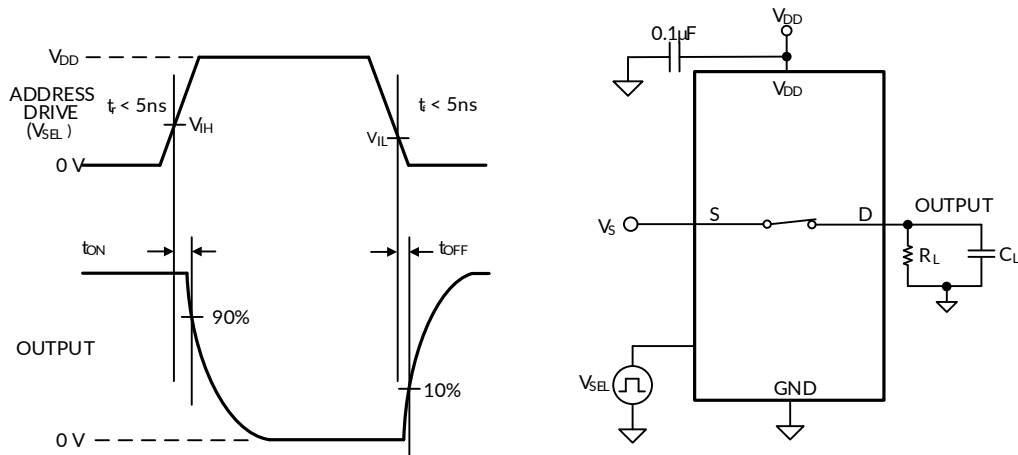 VDD
ADDRESS
DRIVE
(VSEL )
tr < 5ns
VIH
tf < 5ns
VIL
0 V
tON
tOFF
90%
OUTPUT
10%
0 V
VDD
0.1µF
VDD
VS
S
D
OUTPUT
RL
CL
VSEL
GND